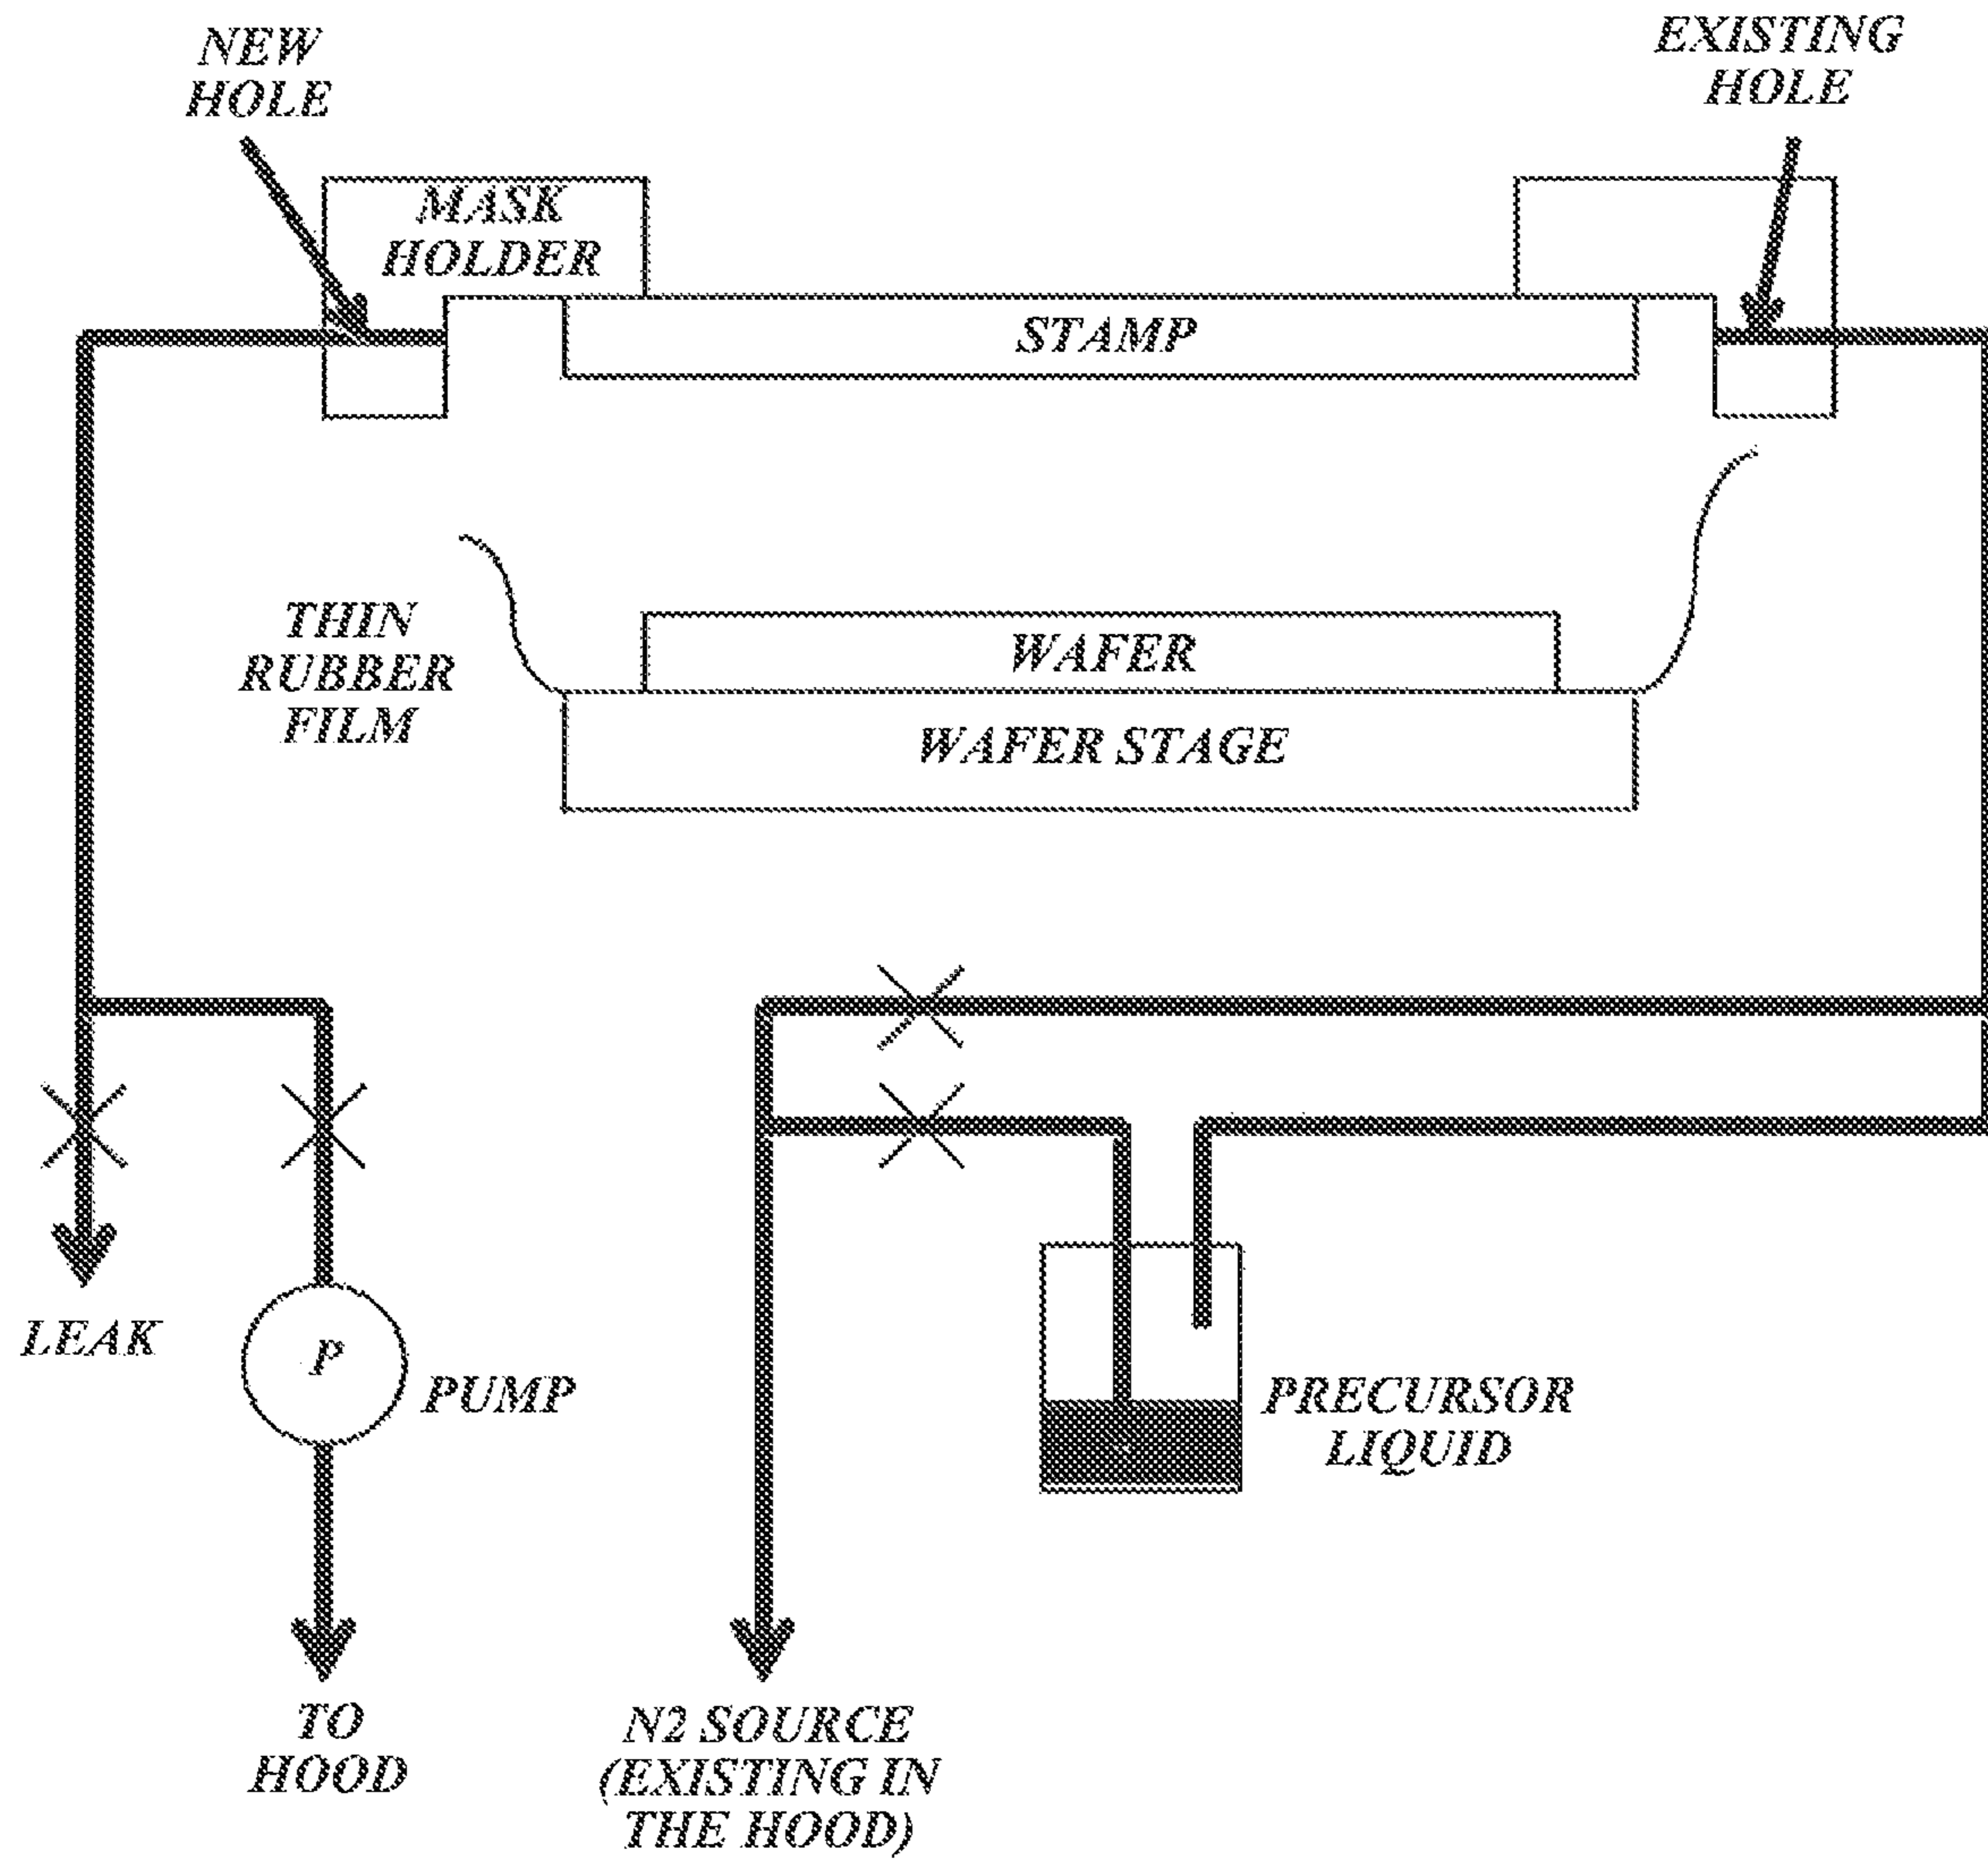 NEW
HOLE
EXISTING
HOLE
MASK
HOLDER
STAMP
THIN
RUBBER
FILM
WAFER
WAFER STAGE
LEAK
P
PUMP
PRECURSOR
LIQUID
TO
HOOD
N2 SOURCE
(EXISTING IN
THE HOOD)